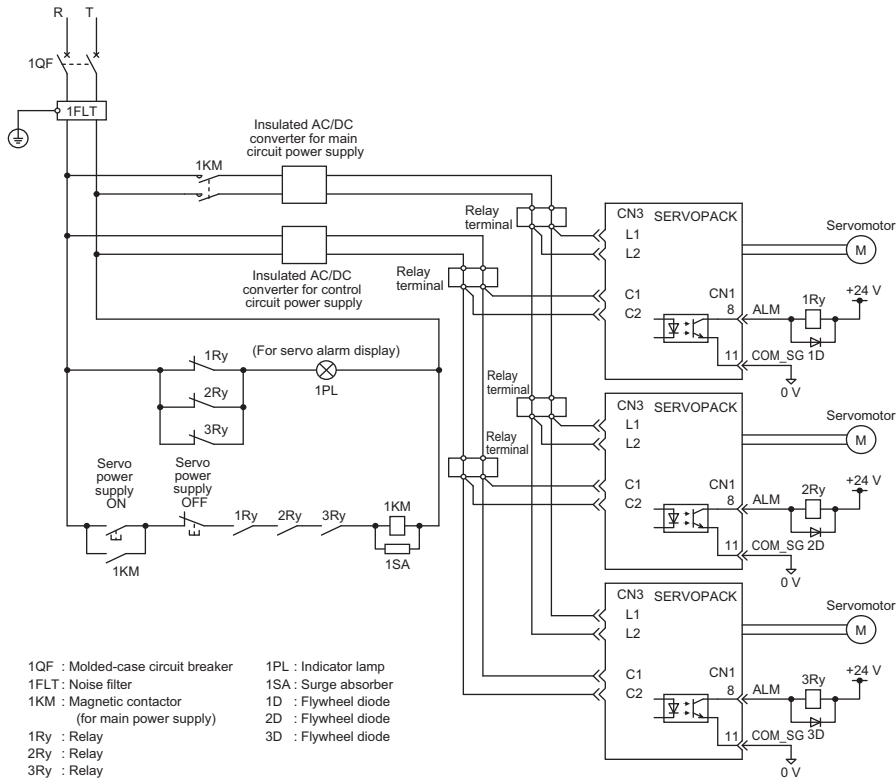 R T
1QF
1FLT
Insulated AC/DC
converter for main
circuit power supply
1KM
Insulated AC/DC
converter for control
circuit power supply
Relay
terminal
Relay
terminal
CN3 SERVOPACK
L1
L2
C1 CN1
C2 8 ALM 1Ry
+24 V
11 COM_SG 1D
0 V
Servomotor
M
1Ry (For servo alarm display)
1PL
2Ry
3Ry
Relay
terminal
Relay
terminal
CN3 SERVOPACK
L1
L2
C1 CN1
C2 8 ALM 2Ry
+24 V
11 COM_SG 2D
0 V
Servomotor
M
Servo
power
supply
ON
Servo
power
supply
OFF
1Ry 2Ry 3Ry 1KM
1KM
1SA
CN3 SERVOPACK
L1
L2
C1 CN1
C2 8 ALM 3Ry
+24 V
11 COM_SG 3D
0 V
Servomotor
M
1QF : Molded-case circuit breaker
1FLT : Noise filter
1KM : Magnetic contactor
(for main power supply)
1Ry : Relay
2Ry : Relay
3Ry : Relay
1PL : Indicator lamp
1SA : Surge absorber
1D : Flywheel diode
2D : Flywheel diode
3D : Flywheel diode